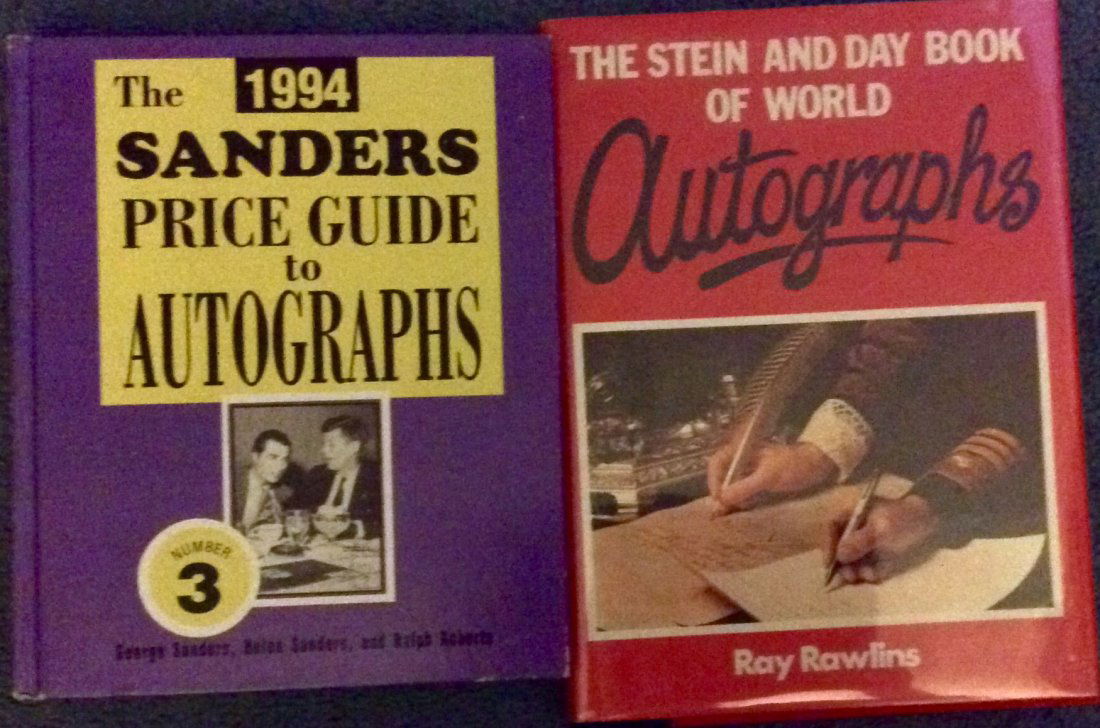 The 1994
SANDERS
PRICE GUIDE
to
AUTOGRAPHS
NUMBER
3
George Sanders, Helen Sanders, and Ralph Roberts
THE STEIN AND DAY BOOK
OF WORLD
Autographs
Ray Rawlins